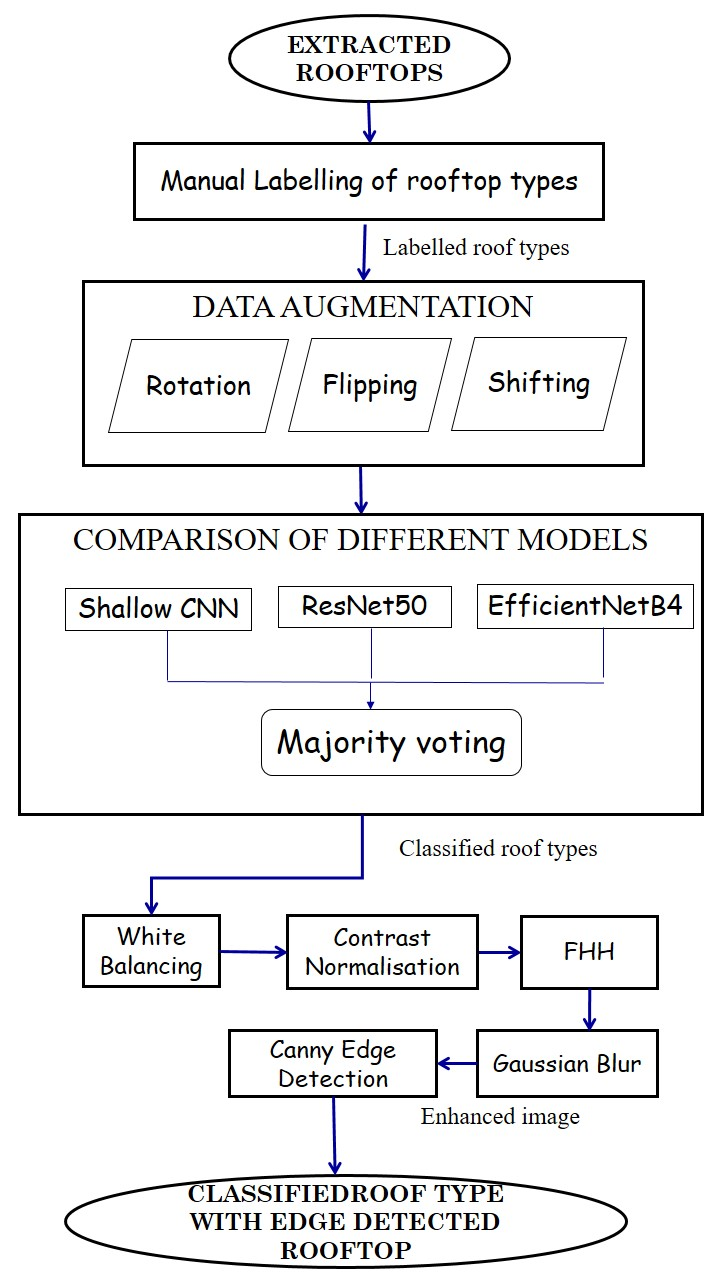 EXTRACTED
ROOFTOPS
Manual Labelling of rooftop types
Labelled roof types
DATA AUGMENTATION
Rotation
Flipping
Shifting
COMPARISON OF DIFFERENT MODELS
Shallow CNN
ResNet50
EfficientNetB4
Majority voting
Classified roof types
White
Balancing
Contrast
Normalisation
FHH
Gaussian Blur
Canny Edge
Detection
Enhanced image
CLASSIFIEDROOF TYPE
WITH EDGE DETECTED
ROOFTOP